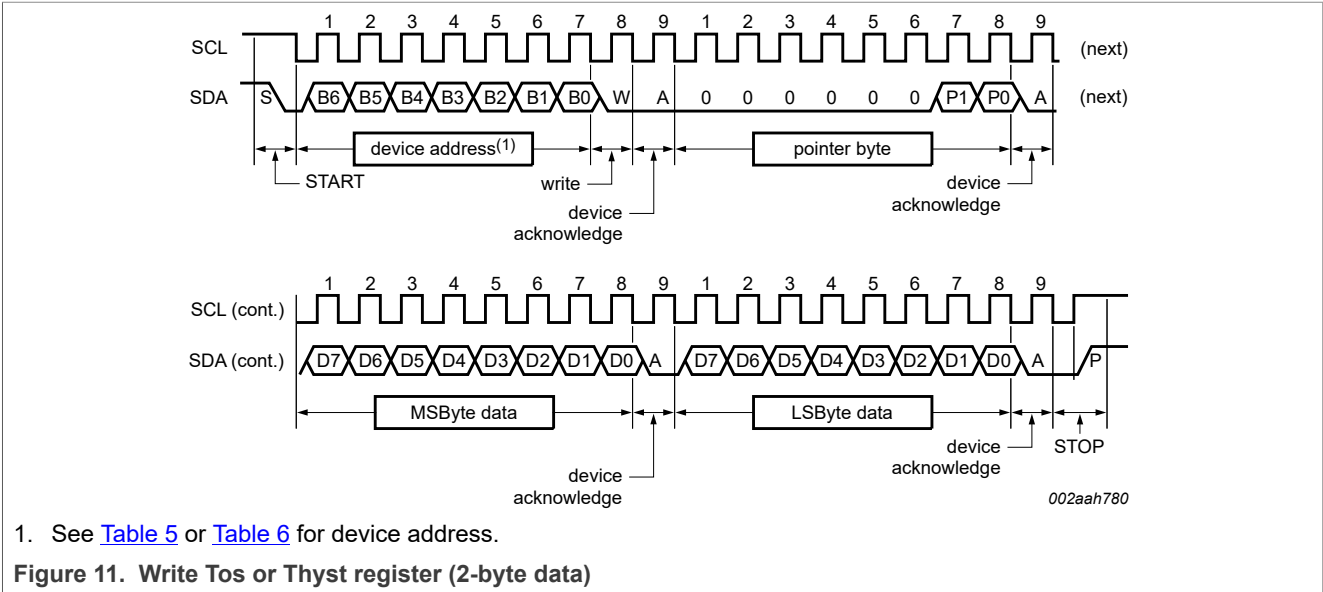 1 2 3 4 5 6 7 8 9 1 2 3 4 5 6 7 8 9
SCL (next)
SDA S B6 B5 B4 B3 B2 B1 B0 W A 0 0 0 0 0 0 P1 P0 A (next)
device address(1) pointer byte
START write device
device acknowledge
acknowledge
1 2 3 4 5 6 7 8 9 1 2 3 4 5 6 7 8 9
SCL (cont.)
SDA (cont.) D7 D6 D5 D4 D3 D2 D1 D0 A D7 D6 D5 D4 D3 D2 D1 D0 A P
MSByte data LSByte data
device STOP
acknowledge
device
acknowledge
002aah780
1. See Table 5 or Table 6 for device address.
Figure 11. Write Tos or Thyst register (2-byte data)